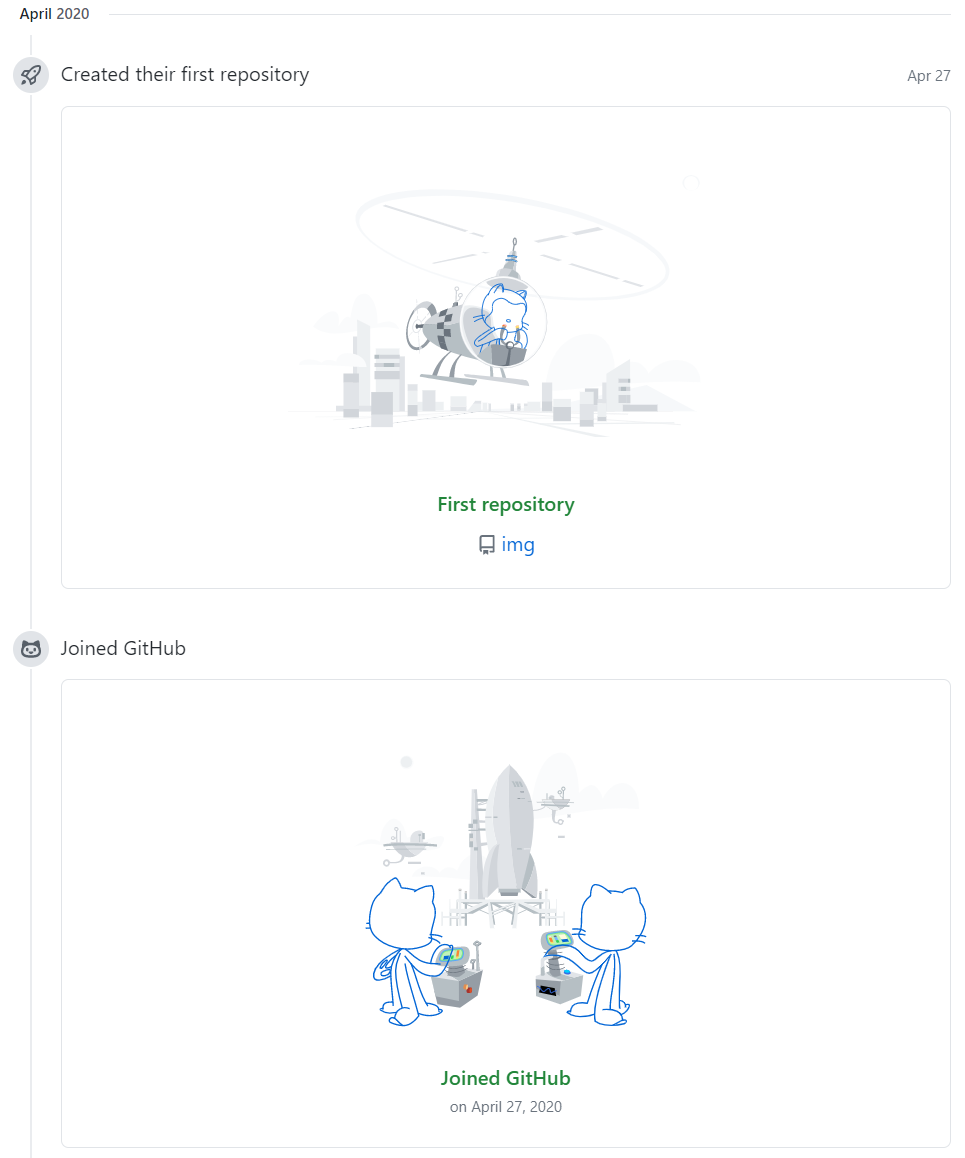 April 2020
Created their first repository
Apr 27
First repository
img
Joined GitHub
Joined GitHub
on April 27, 2020